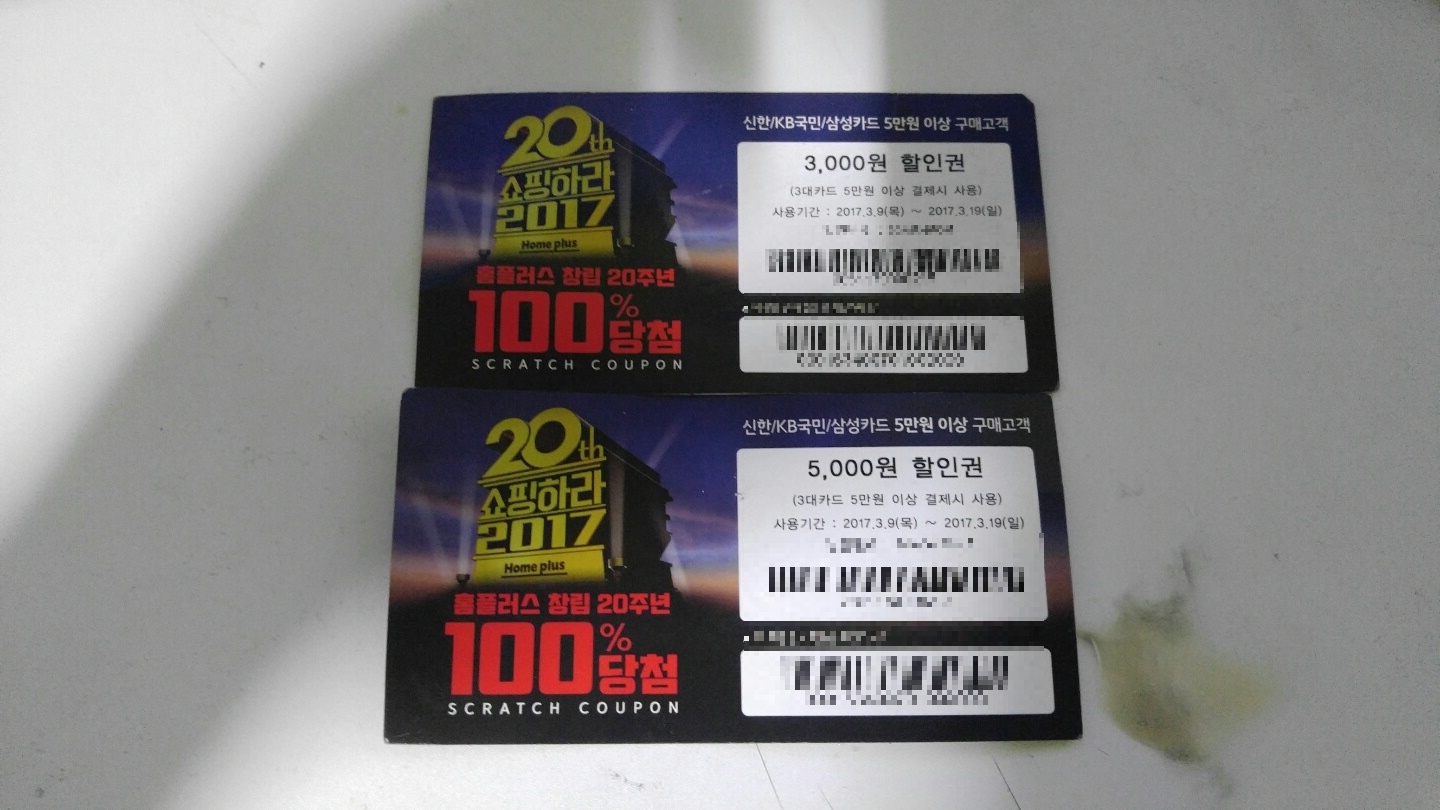 20th
쇼핑하라
2017
Home plus
홈플러스 창립 20주년
100%
당첨
SCRATCH COUPON
신한/KB국민/삼성카드 5만원 이상 구매고객
3,000원 할인권
(3대카드 5만원 이상 결제시 사용)
사용기간 : 2017.3.9(목) ~ 2017.3.19(일)
20th
쇼핑하라
2017
Home plus
홈플러스 창립 20주년
100%
당첨
SCRATCH COUPON
신한/KB국민/삼성카드 5만원 이상 구매고객
5,000원 할인권
(3대카드 5만원 이상 결제시 사용)
사용기간 : 2017.3.9(목) ~ 2017.3.19(일)